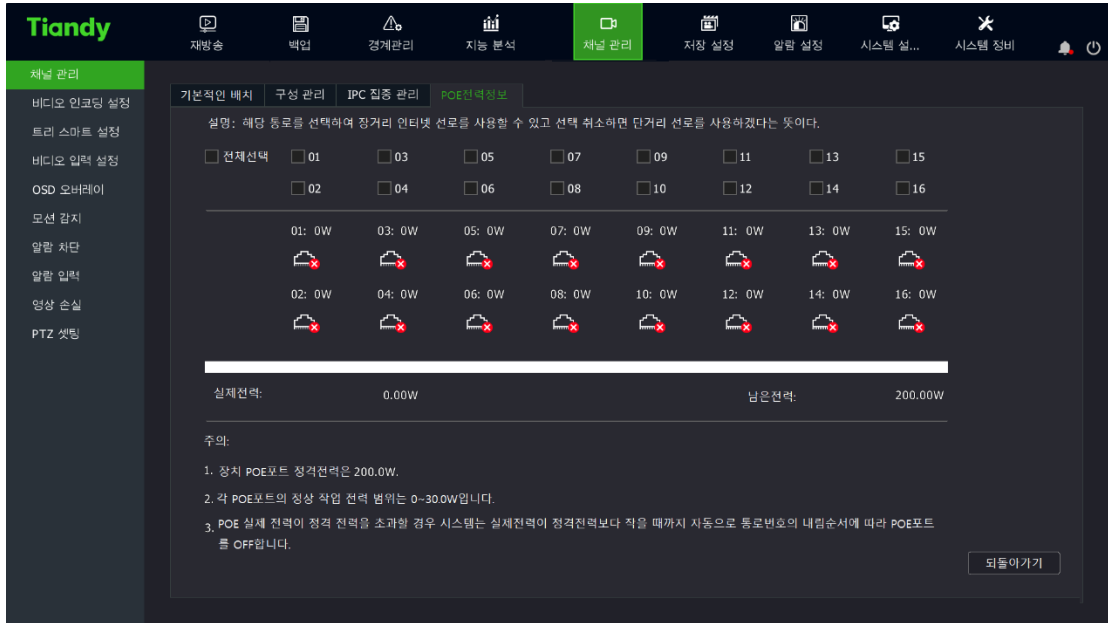 Tiandy
재방송 백업 경계관리 지능 분석 채널 관리 저장 설정 알람 설정 시스템 설... 시스템 정비
채널 관리
비디오 인코딩 설정
트리 스마트 설정
비디오 입력 설정
OSD 오버레이
모션 감지
알람 차단
알람 입력
영상 손실
PTZ 셋팅
기본적인 배치 구성 관리 IPC 집중 관리 POE전력정보
설명: 해당 통로를 선택하여 장거리 인터넷 선로를 사용할 수 있고 선택 취소하면 단거리 선로를 사용하겠다는 뜻이다.
전체선택 01 03 05 07 09 11 13 15
02 04 06 08 10 12 14 16
01: 0W 03: 0W 05: 0W 07: 0W 09: 0W 11: 0W 13: 0W 15: 0W
02: 0W 04: 0W 06: 0W 08: 0W 10: 0W 12: 0W 14: 0W 16: 0W
실제전력: 0.00W 남은전력: 200.00W
주의:
1. 장치 POE포트 정격전력은 200.0W.
2. 각 POE포트의 정상 작업 전력 범위는 0~30.0W입니다.
3. POE 실제 전력이 정격 전력을 초과할 경우 시스템는 실제전력이 정격전력보다 작을 때까지 자동으로 통로번호의 내림순서에 따라 POE포트
를 OFF합니다.
되돌아가기